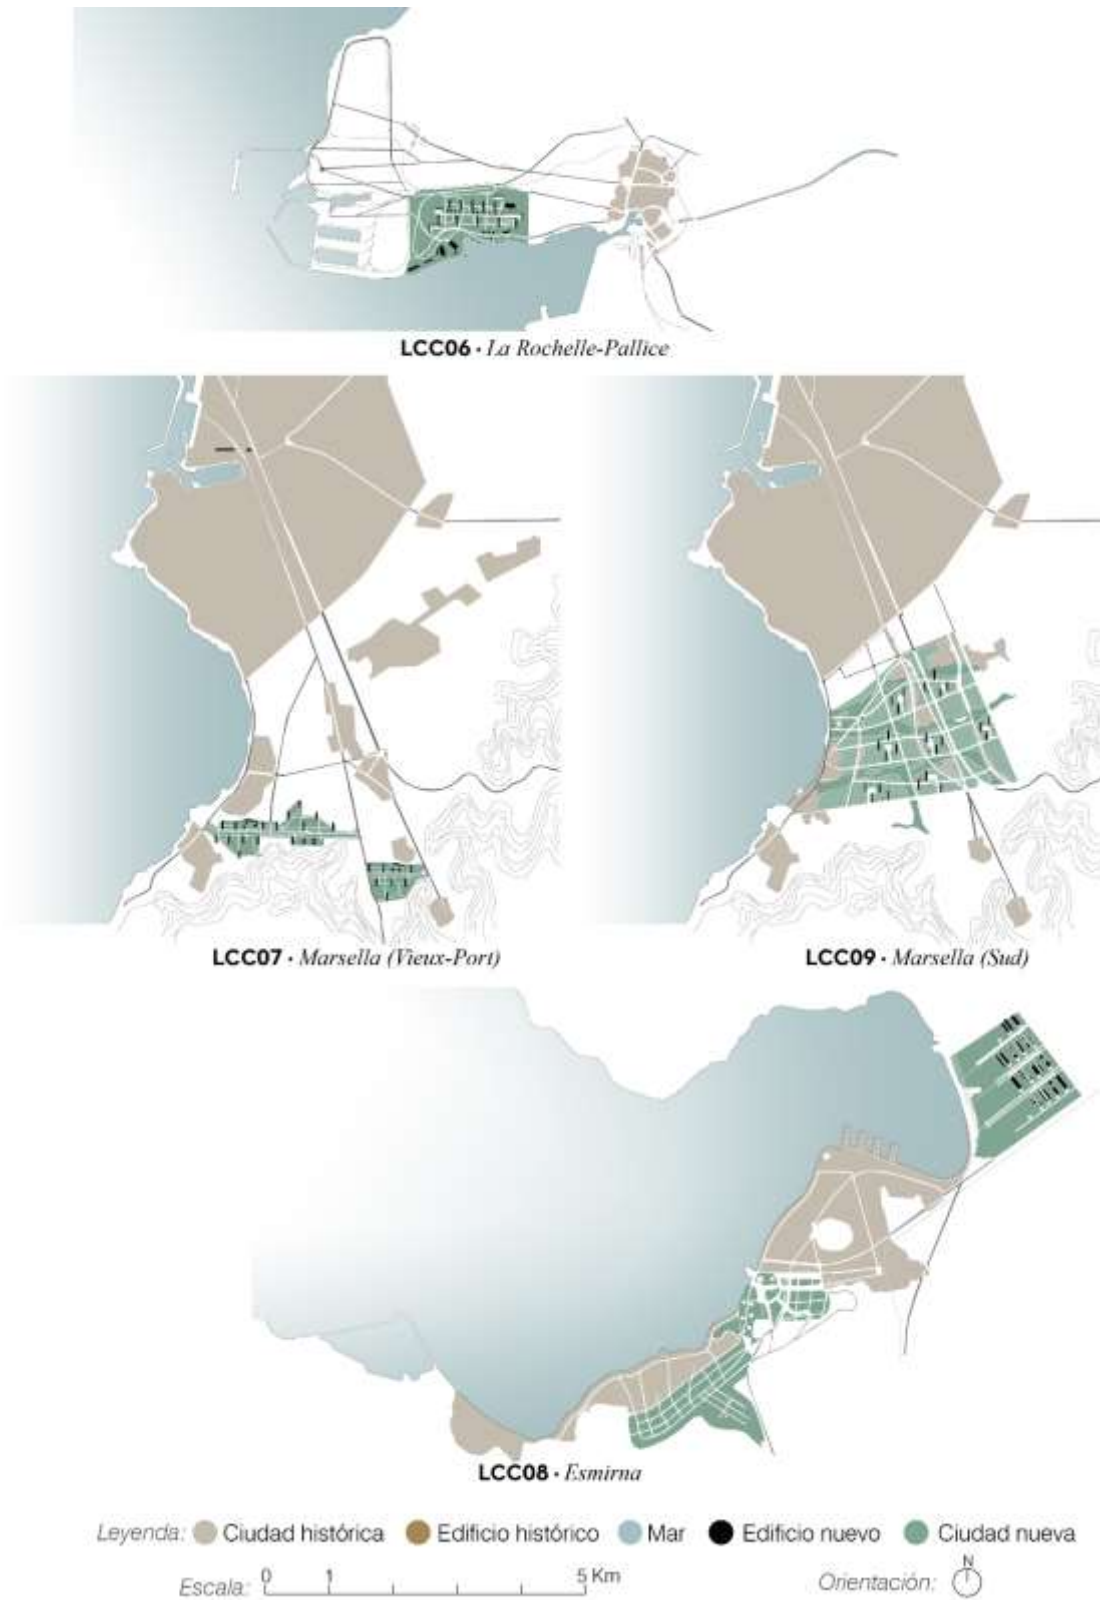 LCC06 · La Rochelle-Pallice
LCC07 · Marsella (Vieux-Port)
LCC09 · Marsella (Sud)
LCC08 · Esmirna
Leyenda: Ciudad histórica Edificio histórico Mar Edificio nuevo Ciudad nueva
Escala: 0 1 5 Km
Orientación: N